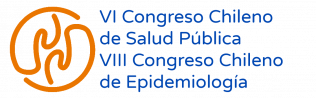 VI Congreso Chileno
de Salud Pública
VIII Congreso Chileno
de Epidemiología